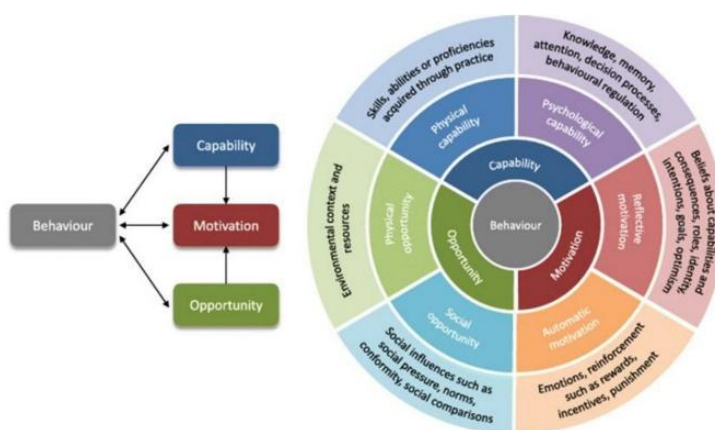 Capability
Behaviour
Motivation
Opportunity
Skills, abilities or proficiencies
acquired through practice
Knowledge, memory,
attention, decision processes,
behavioural regulation
Physical
capability
Psychological
capability
Capability
Environmental context and
resources
Physical
opportunity
Opportunity
Behaviour
Motivation
Reflective
motivation
Beliefs about capabilities and
consequences, roles, identity,
intentions, goals, optimism
Social
opportunity
Automatic
motivation
Social influences such as
social pressure, norms,
conformity, social comparisons
Emotions, reinforcement
such as rewards,
incentives, punishment